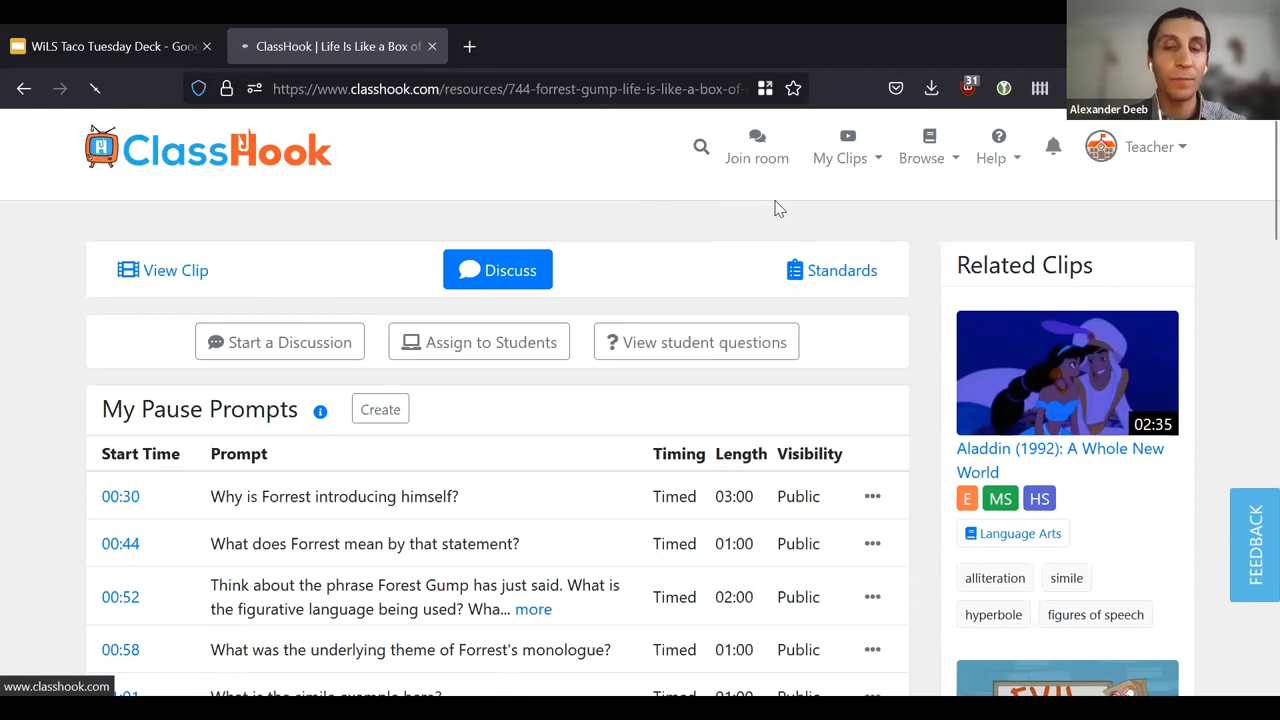 WiLS Taco Tuesday Deck - Goo
ClassHook | Life Is Like a Box of
https://www.classhook.com/resources/744-forrest-gump-life-is-like-a-box-of-
31
Alexander Deeb
ClassHook
Join room
My Clips
Browse
Help
Teacher
View Clip
Discuss
Standards
Start a Discussion
Assign to Students
View student questions
My Pause Prompts
Create
Start Time Prompt Timing Length Visibility
00:30 Why is Forrest introducing himself? Timed 03:00 Public
00:44 What does Forrest mean by that statement? Timed 01:00 Public
00:52 Think about the phrase Forest Gump has just said. What is
the figurative language being used? Wha... more Timed 02:00 Public
00:58 What was the underlying theme of Forrest's monologue? Timed 01:00 Public
Related Clips
02:35
Aladdin (1992): A Whole New
World
E MS HS
Language Arts
alliteration simile
hyperbole figures of speech
FEEDBACK
www.classhook.com